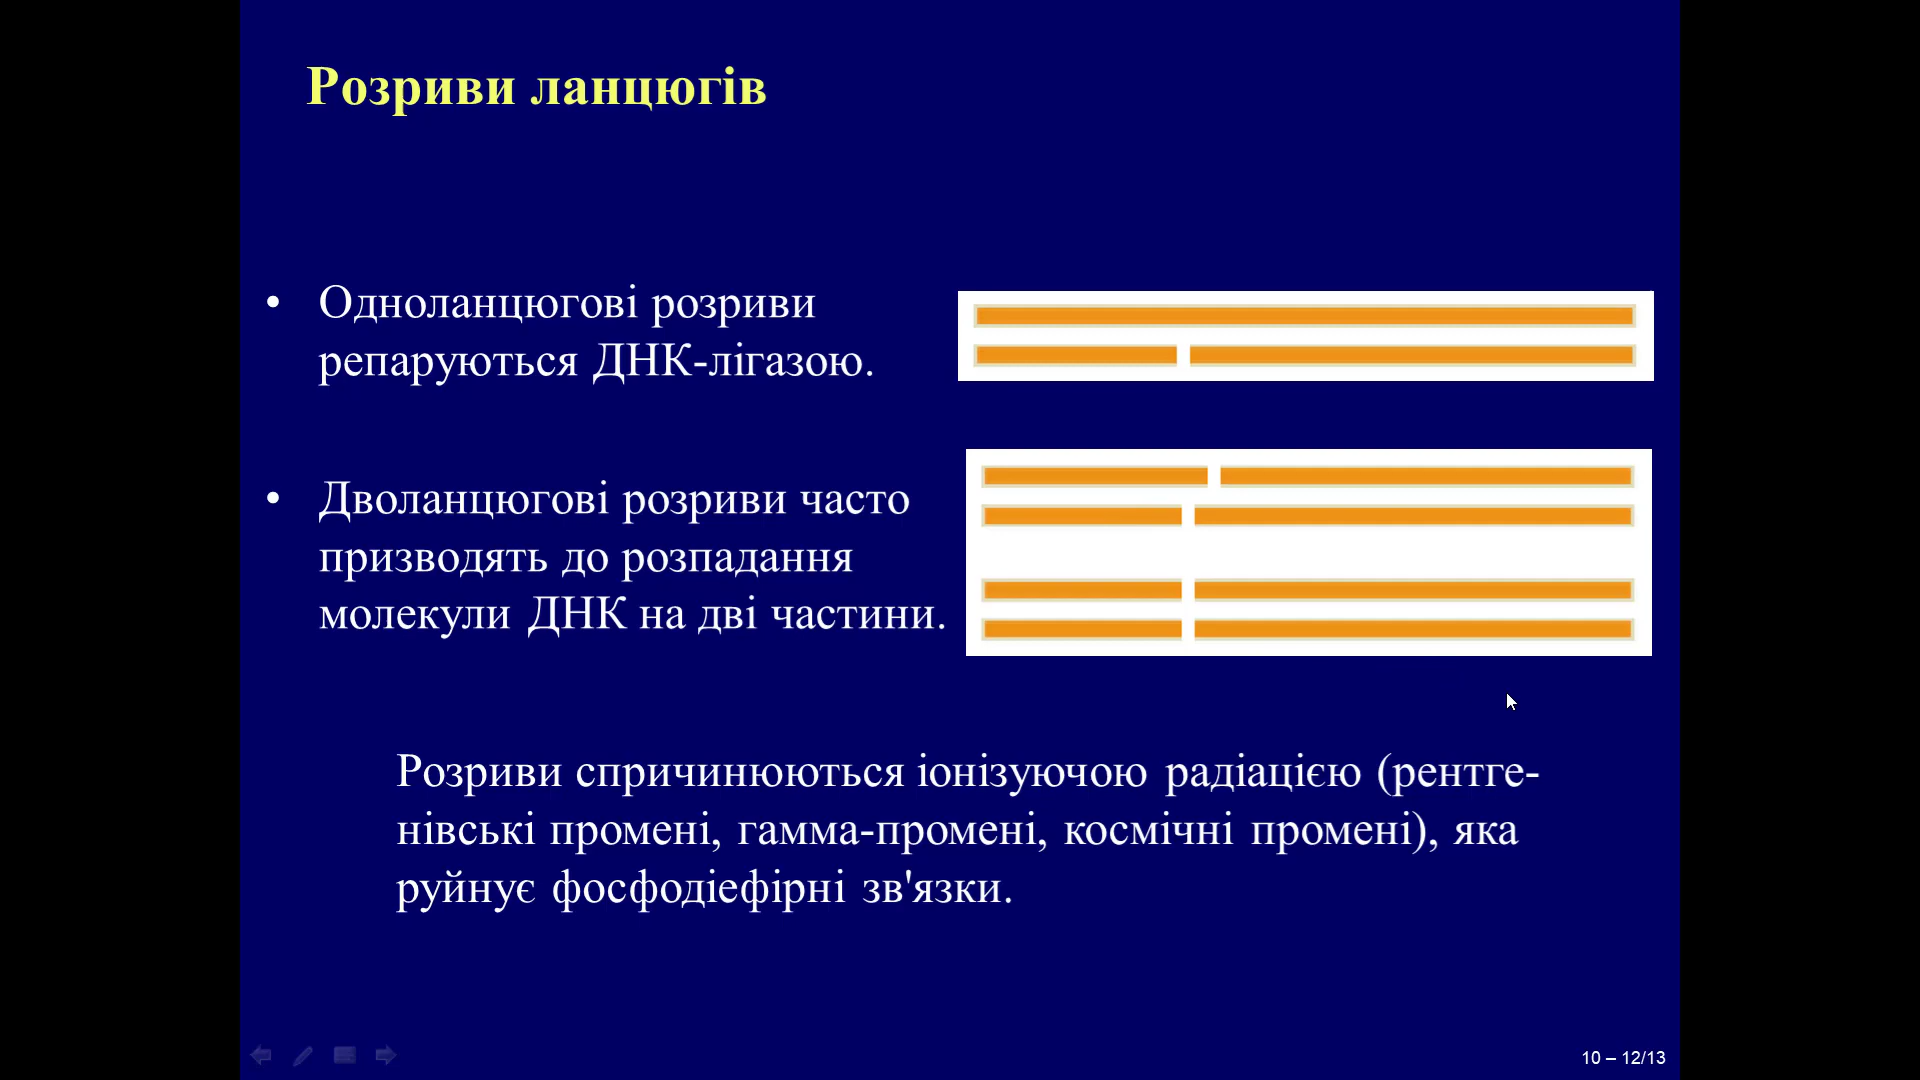 Розриви ланцюгів
• Одноланцюгові розриви
репаруються ДНК-лігазою.
• Дволанцюгові розриви часто
призводять до розпадання
молекули ДНК на дві частини.
Розриви спричинюються іонізуючою радіацією (рентге-
нівські промені, гамма-промені, космічні промені), яка
руйнує фосфодіефірні зв'язки.
10 – 12/13